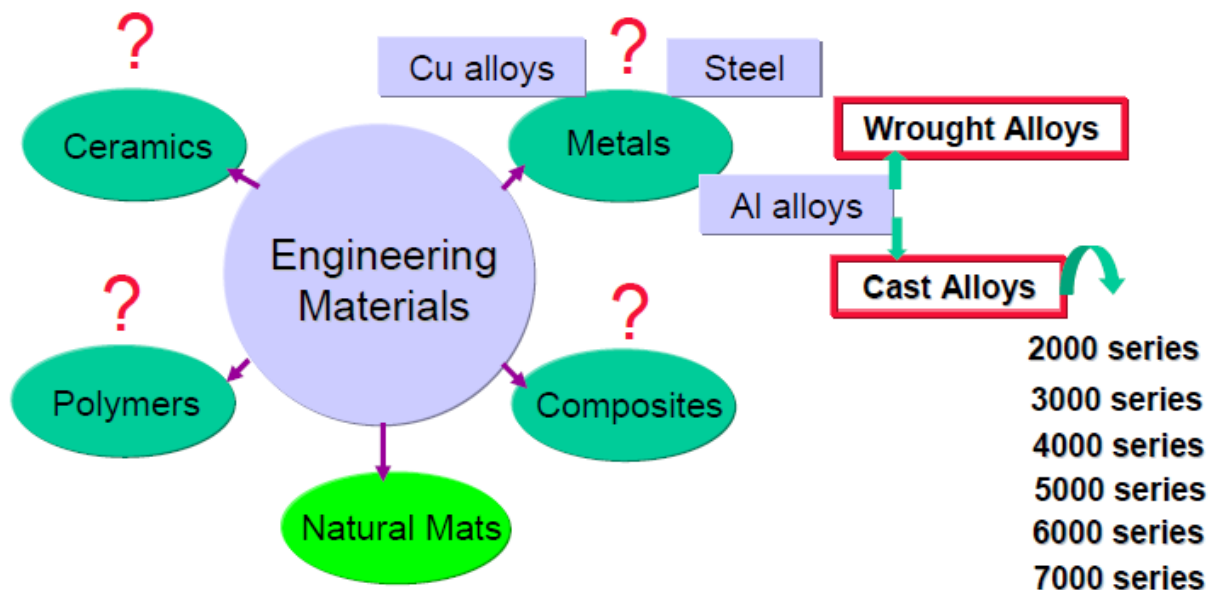 ?
?
Cu alloys
Steel
Ceramics
Metals
Wrought Alloys
Al alloys
Engineering
Materials
Cast Alloys
?
?
2000 series
Polymers
Composites
3000 series
4000 series
5000 series
Natural Mats
6000 series
7000 series